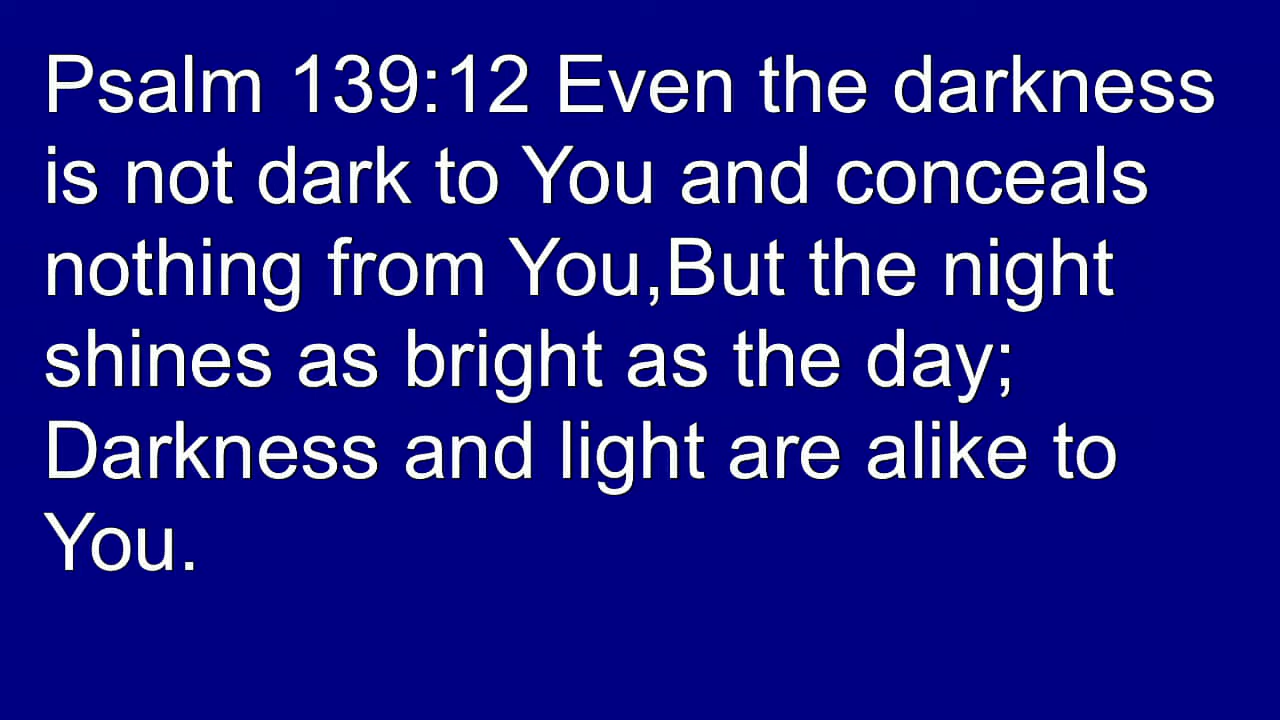 Psalm 139:12 Even the darkness
is not dark to You and conceals
nothing from You,But the night
shines as bright as the day;
Darkness and light are alike to
You.